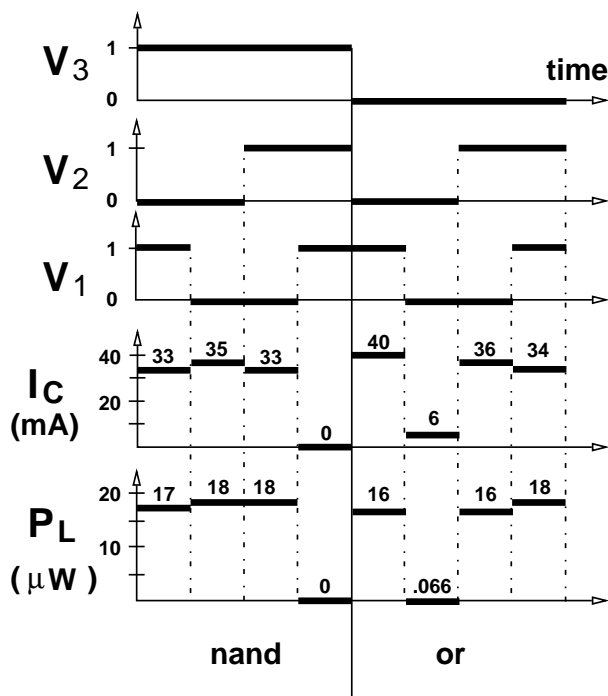 V3 1 0 time
V2 1 0
V1 1 0
IC (mA) 40 20
33 35 33 0 40 6 36 34
PL (μW) 20 10
17 18 18 0 16 .066 16 18
nand or